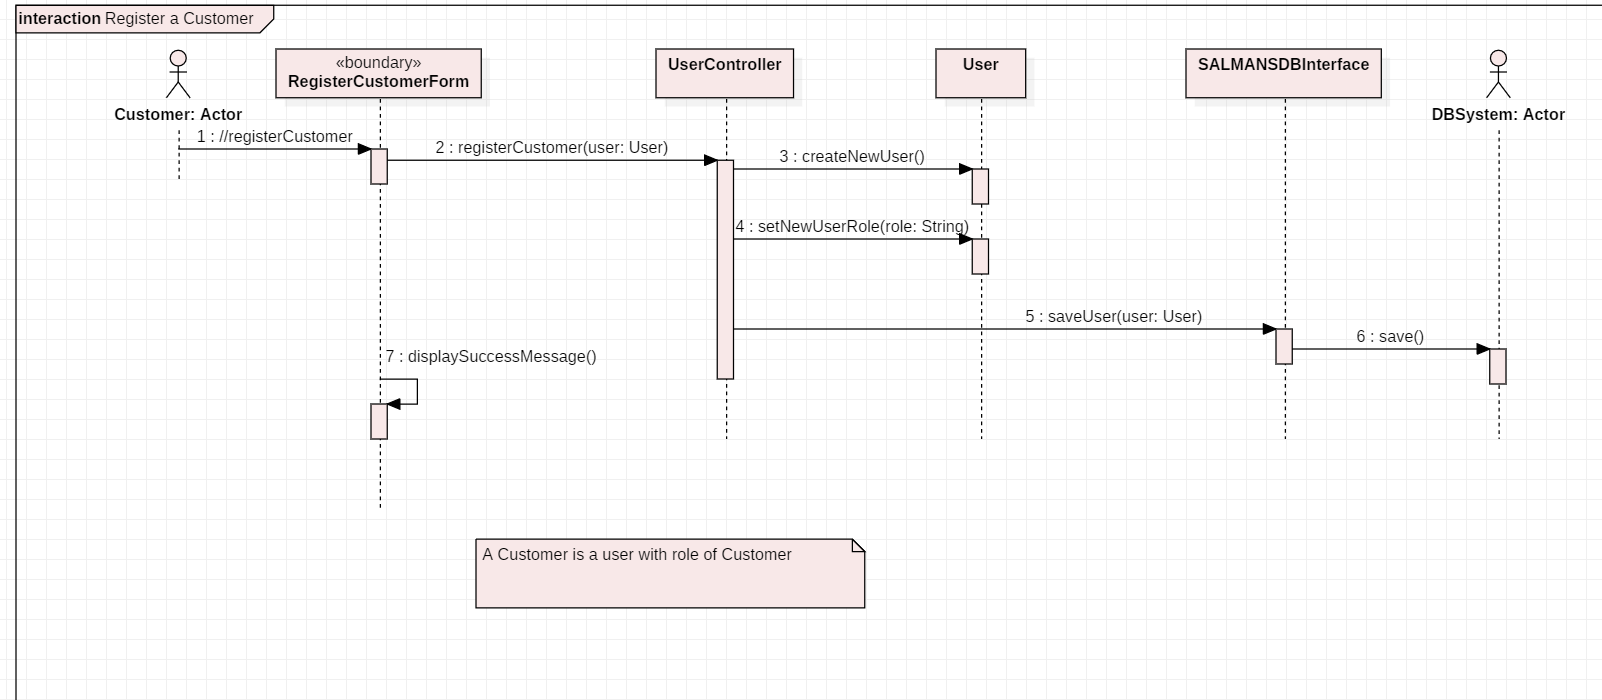 interaction Register a Customer
Customer: Actor
«boundary»
RegisterCustomerForm
UserController
User
SALMANSDBInterface
DBSystem: Actor
1 : //registerCustomer
2 : registerCustomer(user: User)
3 : createNewUser()
4 : setNewUserRole(role: String)
5 : saveUser(user: User)
6 : save()
7 : displaySuccessMessage()
A Customer is a user with role of Customer